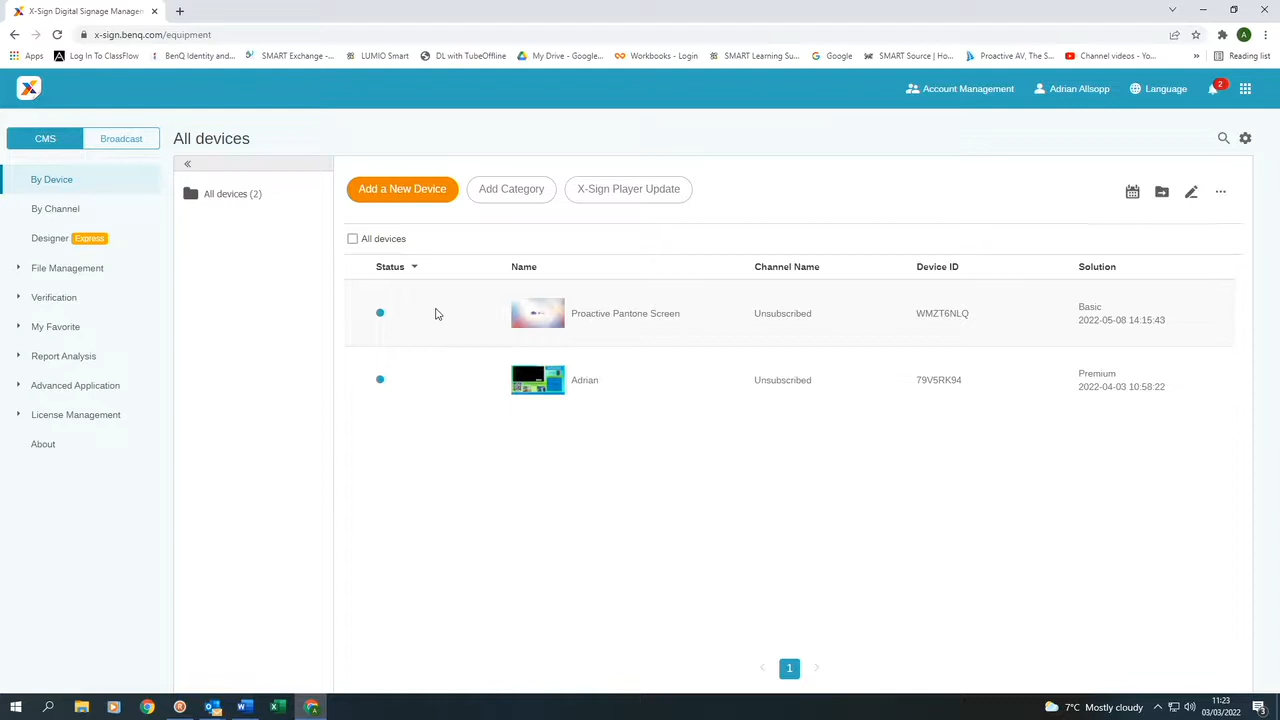 X-Sign Digital Signage Manage
x-sign.benq.com/equipment
A
Apps
Log In To ClassFlow
BenQ Identity and...
SMART Exchange -...
LUMIO Smart
DL with TubeOffline
My Drive - Google...
Workbooks - Login
SMART Learning Su...
Google
SMART Source | Ho...
Proactive AV, The S...
Channel videos - Yo...
»
Reading list
Account Management
Adrian Allsopp
Language
2
CMS
Broadcast
All devices
By Device
By Channel
Designer Express
File Management
Verification
My Favorite
Report Analysis
Advanced Application
License Management
About
«
All devices (2)
Add a New Device
Add Category
X-Sign Player Update
All devices
Status Name Channel Name Device ID Solution
Proactive Pantone Screen Unsubscribed WMZT6NLQ Basic
2022-05-08 14:15:43
Adrian Unsubscribed 79V5RK94 Premium
2022-04-03 10:58:22
< 1 >
7°C Mostly cloudy
11:23
03/03/2022
3